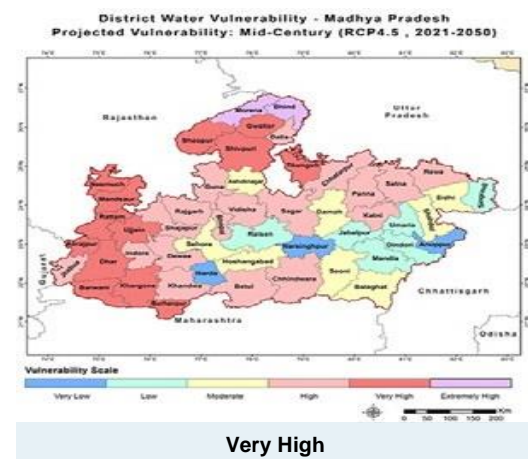 District Water Vulnerability - Madhya Pradesh
Projected Vulnerability: Mid-Century (RCP4.5 , 2021-2050)
Rajasthan
Uttar
Pradesh
Morena
Bhind
Gwalior
Datia
Sheopur
Shivpuri
Tikamgarh
Chhatarpur
Rewa
Neemuch
Mandsaur
Guna
Ashoknagar
Panna
Satna
Sidhi
Ratlam
Rajgarh
Vidisha
Sagar
Damoh
Katni
Umaria
Ujjain
Shajapur
Raisen
Jabalpur
Sehore
Narsinghpur
Dindori
Anuppur
Indore
Dewas
Hoshangabad
Mandla
Dhar
Harda
Seoni
Gujarat
Barwani
Khargone
Khandwa
Betul
Chhindwara
Balaghat
Chhattisgarh
Burhanpur
Maharashtra
Odisha
Vulnerability Scale
Very Low Low Moderate High Very High Extremely High
0 50 100 150 200 Km
Very High